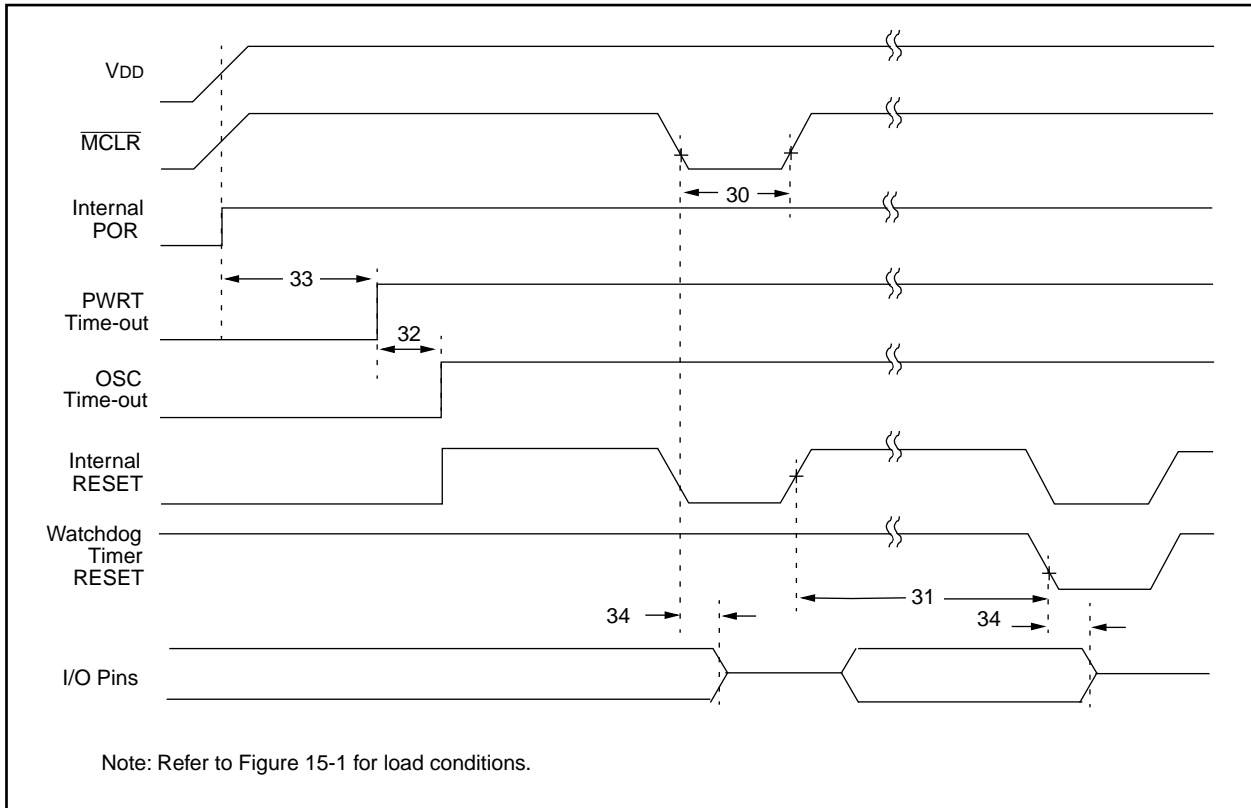 VDD
MCLR
30
Internal
POR
33
PWRT
Time-out
32
OSC
Time-out
Internal
RESET
Watchdog
Timer
RESET
31
34
34
I/O Pins
Note: Refer to Figure 15-1 for load conditions.